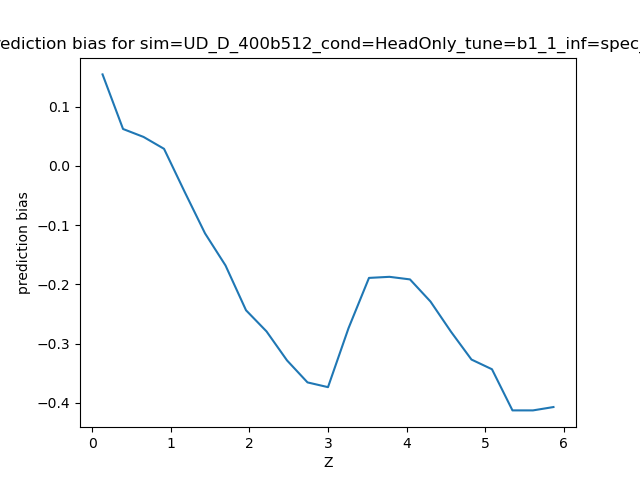 rediction bias for sim=UD_D_400b512_cond=HeadOnly_tune=b1_1_inf=spec_
0.1
0.0
−0.1
−0.2
−0.3
−0.4
prediction bias
0 1 2 3 4 5 6
Z